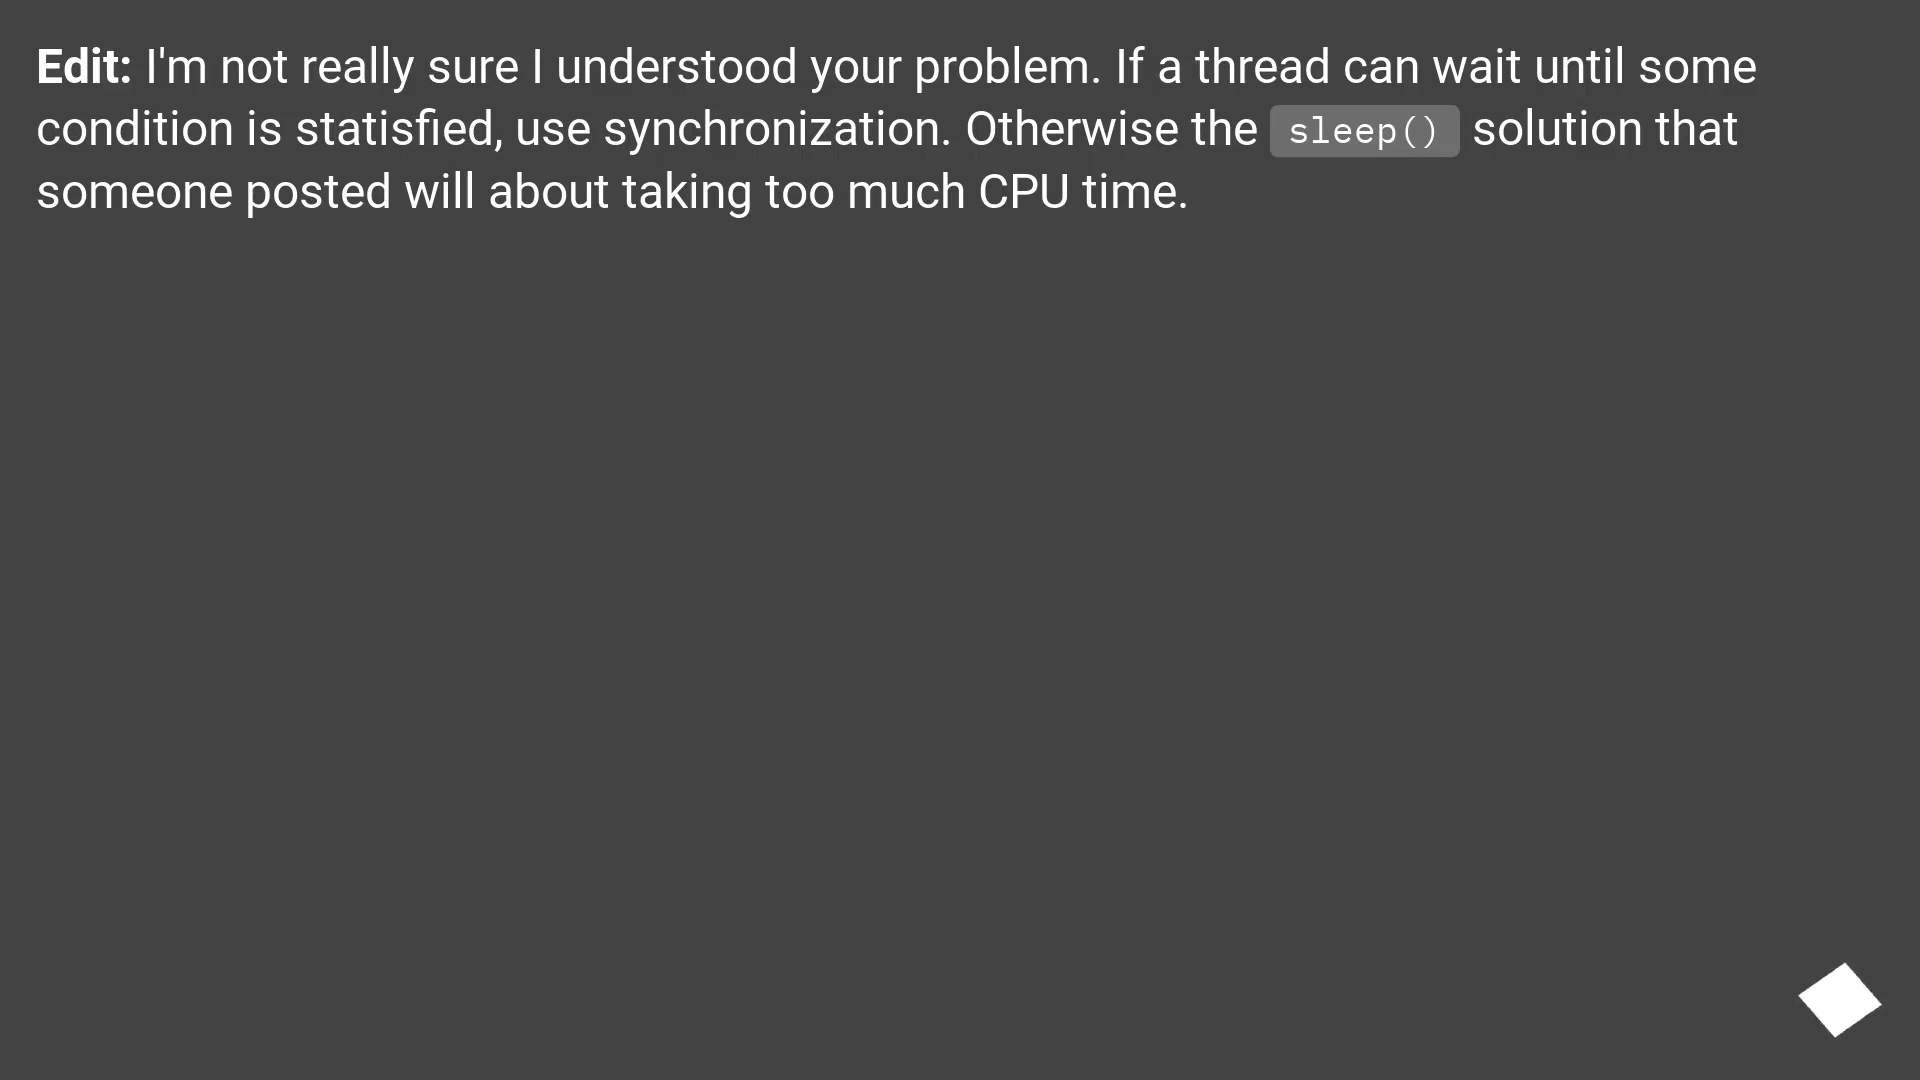 Edit: I'm not really sure I understood your problem. If a thread can wait until some
condition is statisfied, use synchronization. Otherwise the sleep() solution that
someone posted will about taking too much CPU time.